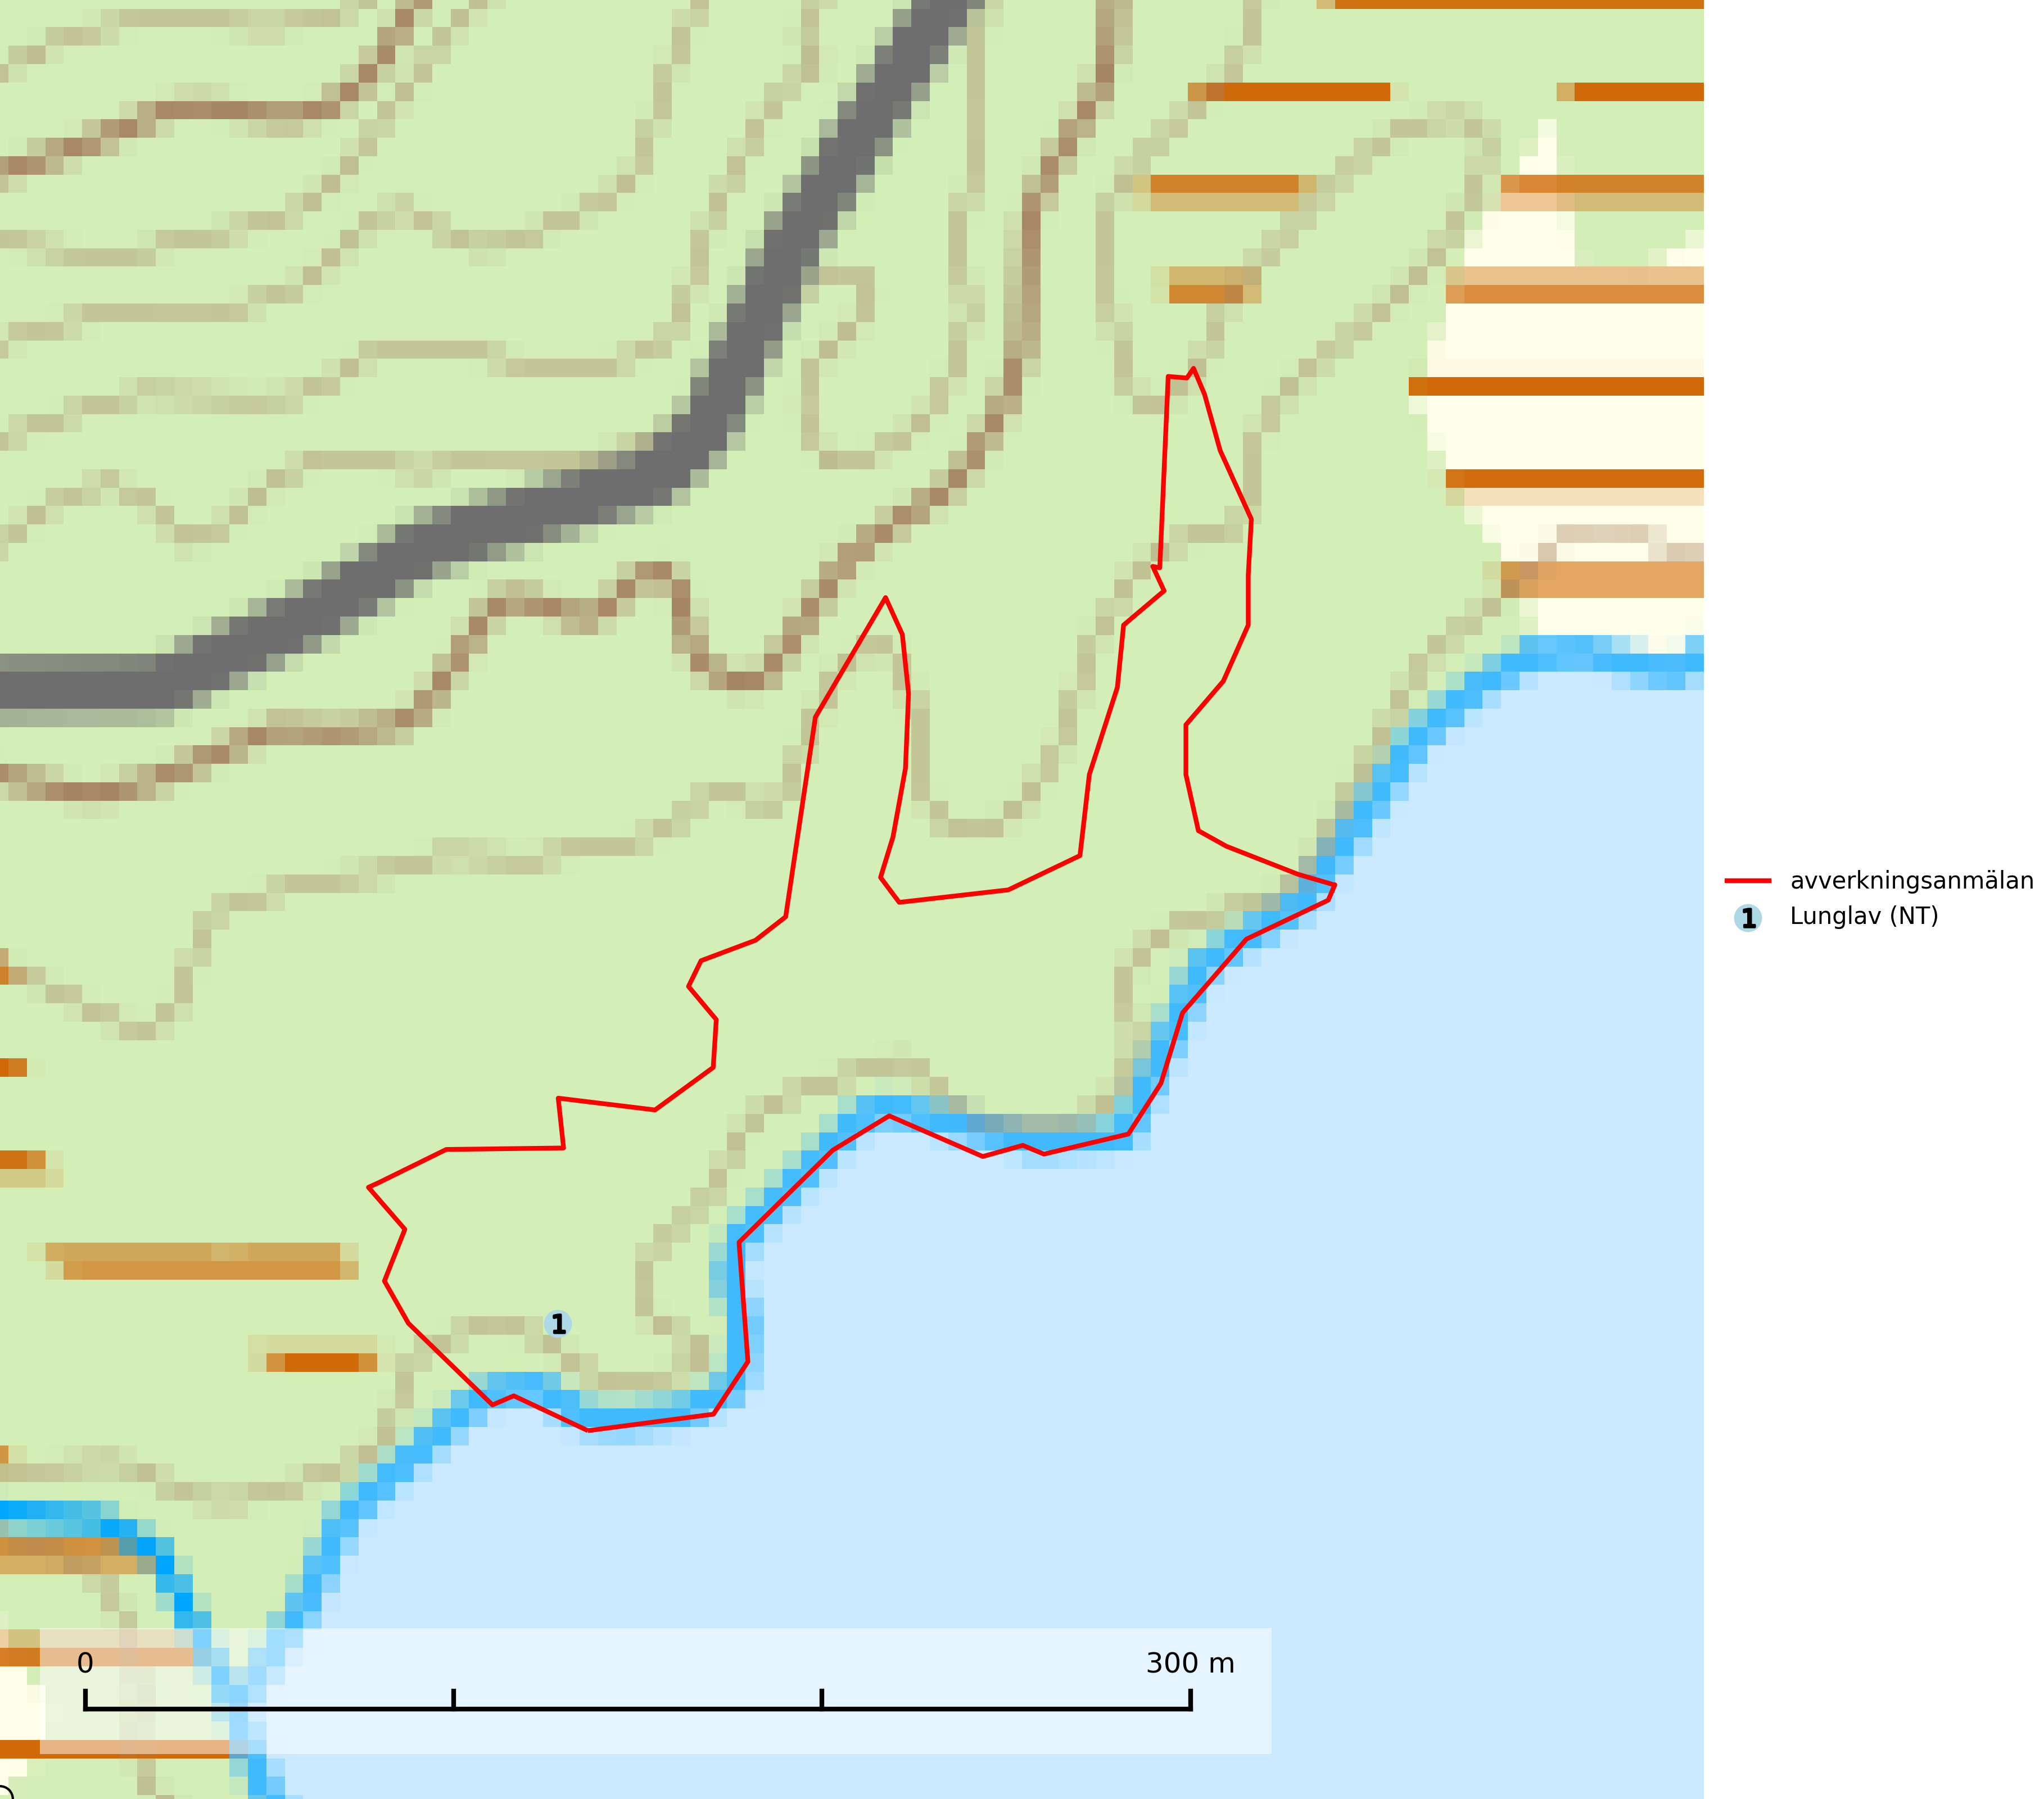 avverkningsanmälan
1 Lunglav (NT)
1
0 300 m